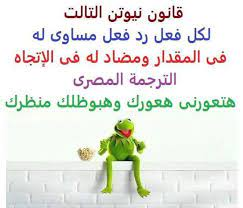 قانون نيوتن التالت
لكل فعل رد فعل مساوى له
فى المقدار ومضاد له فى الإتجاه
الترجمة المصرى
هتعورنى هعورك وهبوظلك منظرك